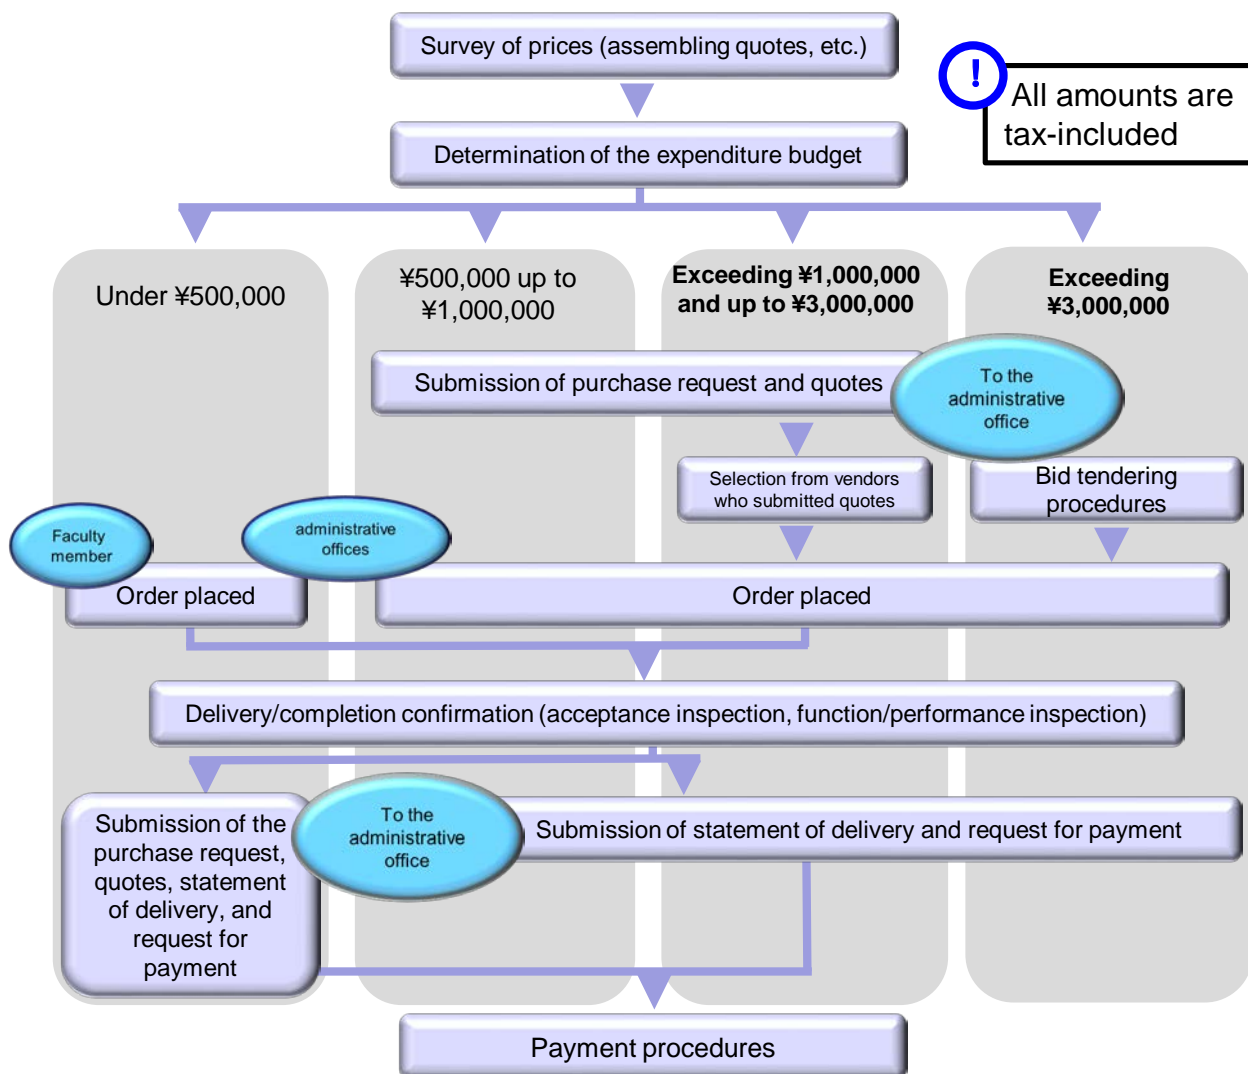 Survey of prices (assembling quotes, etc.)
!
All amounts are
tax-included
Determination of the expenditure budget
Under ¥500,000
¥500,000 up to
¥1,000,000
Exceeding ¥1,000,000
and up to ¥3,000,000
Exceeding
¥3,000,000
Submission of purchase request and quotes
To the
administrative
office
Selection from vendors
who submitted quotes
Bid tendering
procedures
Faculty
member
administrative
offices
Order placed
Order placed
Delivery/completion confirmation (acceptance inspection, function/performance inspection)
Submission of the
purchase request,
quotes, statement
of delivery, and
request for
payment
To the
administrative
office
Submission of statement of delivery and request for payment
Payment procedures